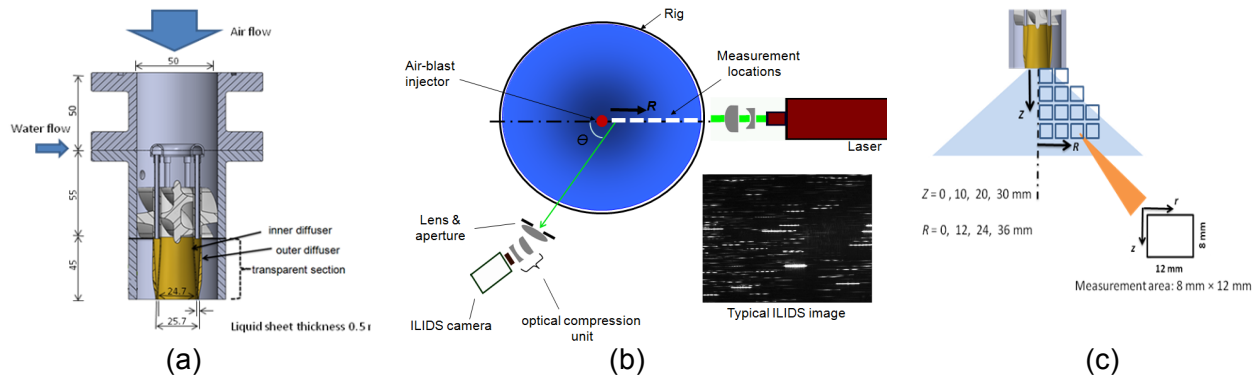 Air flow
50
50
Water flow
55
inner diffuser
outer diffuser
transparent section
45
24.7
25.7
Liquid sheet thickness 0.5 r
(a)
Rig
Air-blast
injector
Measurement
locations
R
Θ
Laser
Lens &
aperture
ILIDS camera
optical compression
unit
Typical ILIDS image
(b)
Z
R
Z = 0 , 10, 20, 30 mm
R = 0, 12, 24, 36 mm
r
z
8 mm
12 mm
Measurement area: 8 mm × 12 mm
(c)